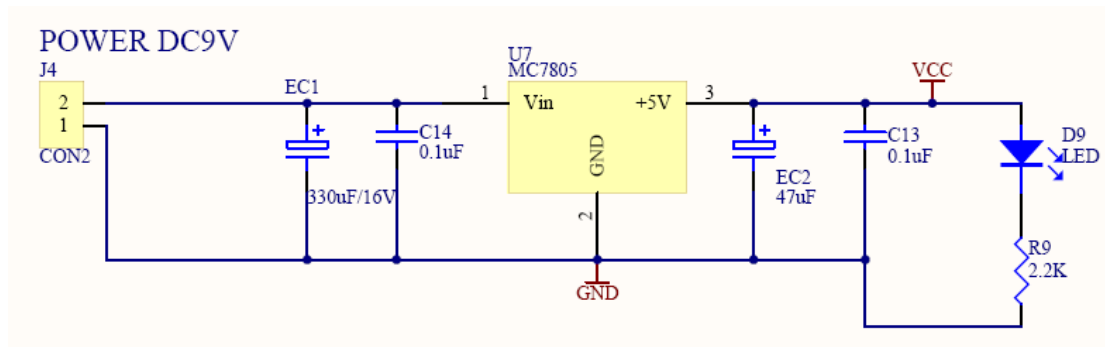 POWER DC9V
J4
2
1
CON2
EC1
330uF/16V
C14
0.1uF
U7
MC7805
1
Vin
+5V
3
GND
2
GND
EC2
47uF
C13
0.1uF
VCC
D9
LED
R9
2.2K